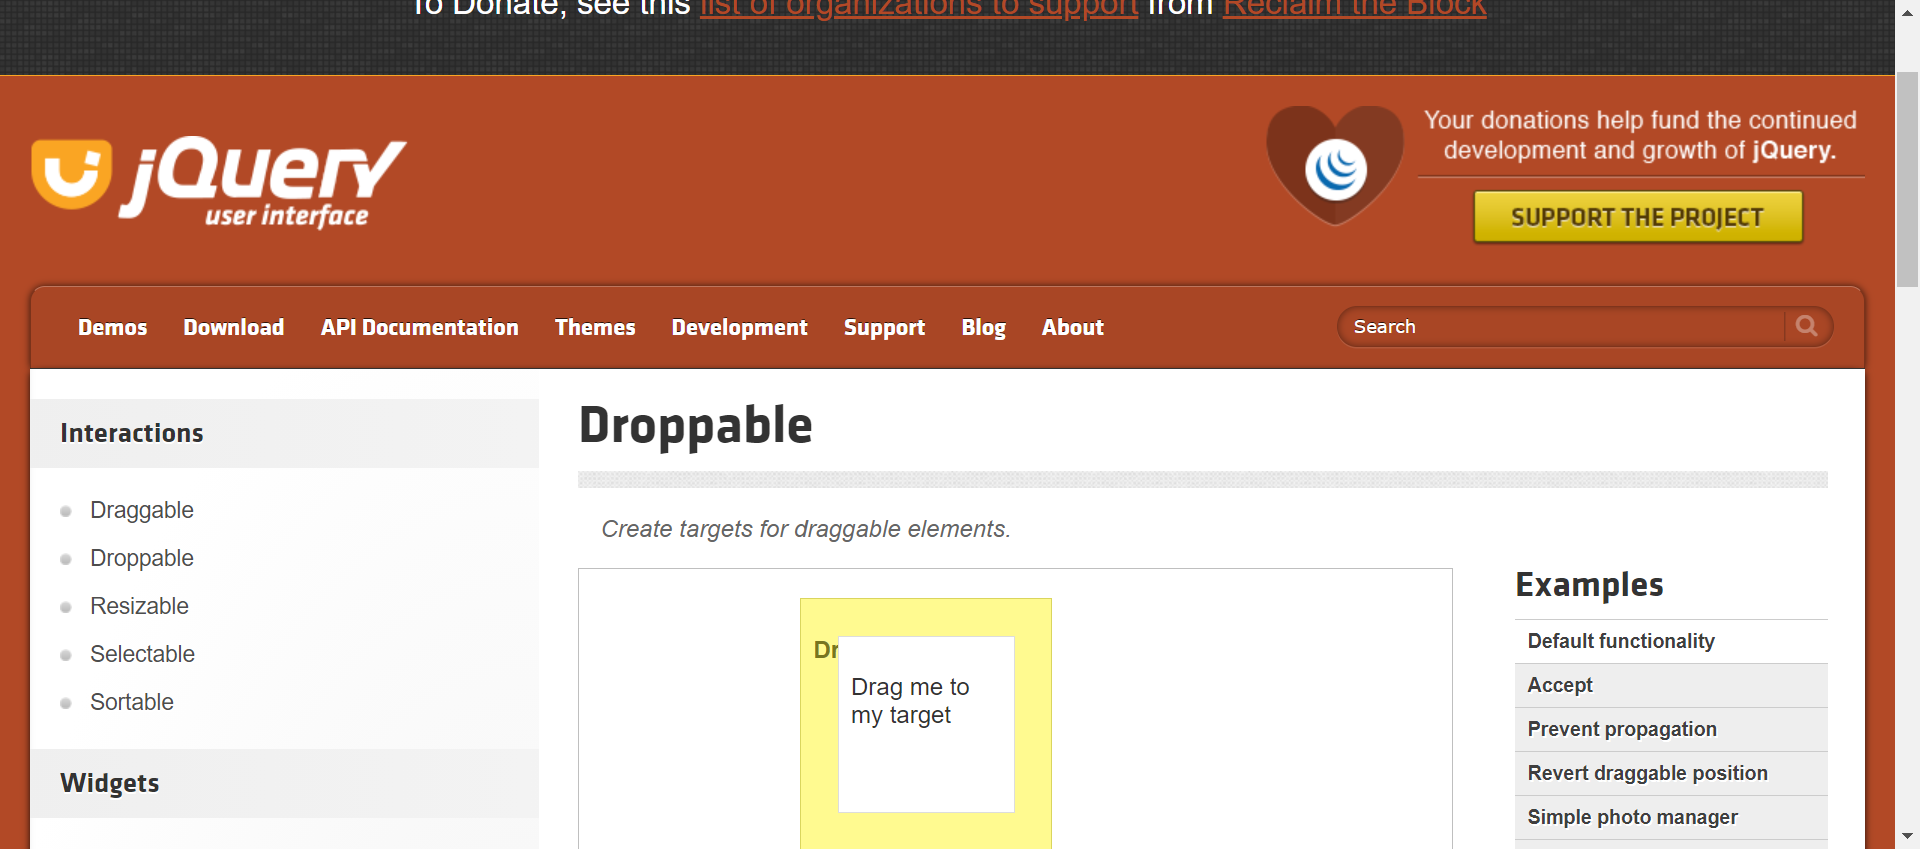 To Donate, see this list of organizations to support from Reclaim the Block
jQuery
user interface
Your donations help fund the continued
development and growth of jQuery.
SUPPORT THE PROJECT
Demos Download API Documentation Themes Development Support Blog About Search
Interactions
Draggable
Droppable
Resizable
Selectable
Sortable
Widgets
Droppable
Create targets for draggable elements.
Dr
Drag me to
my target
Examples
Default functionality
Accept
Prevent propagation
Revert draggable position
Simple photo manager